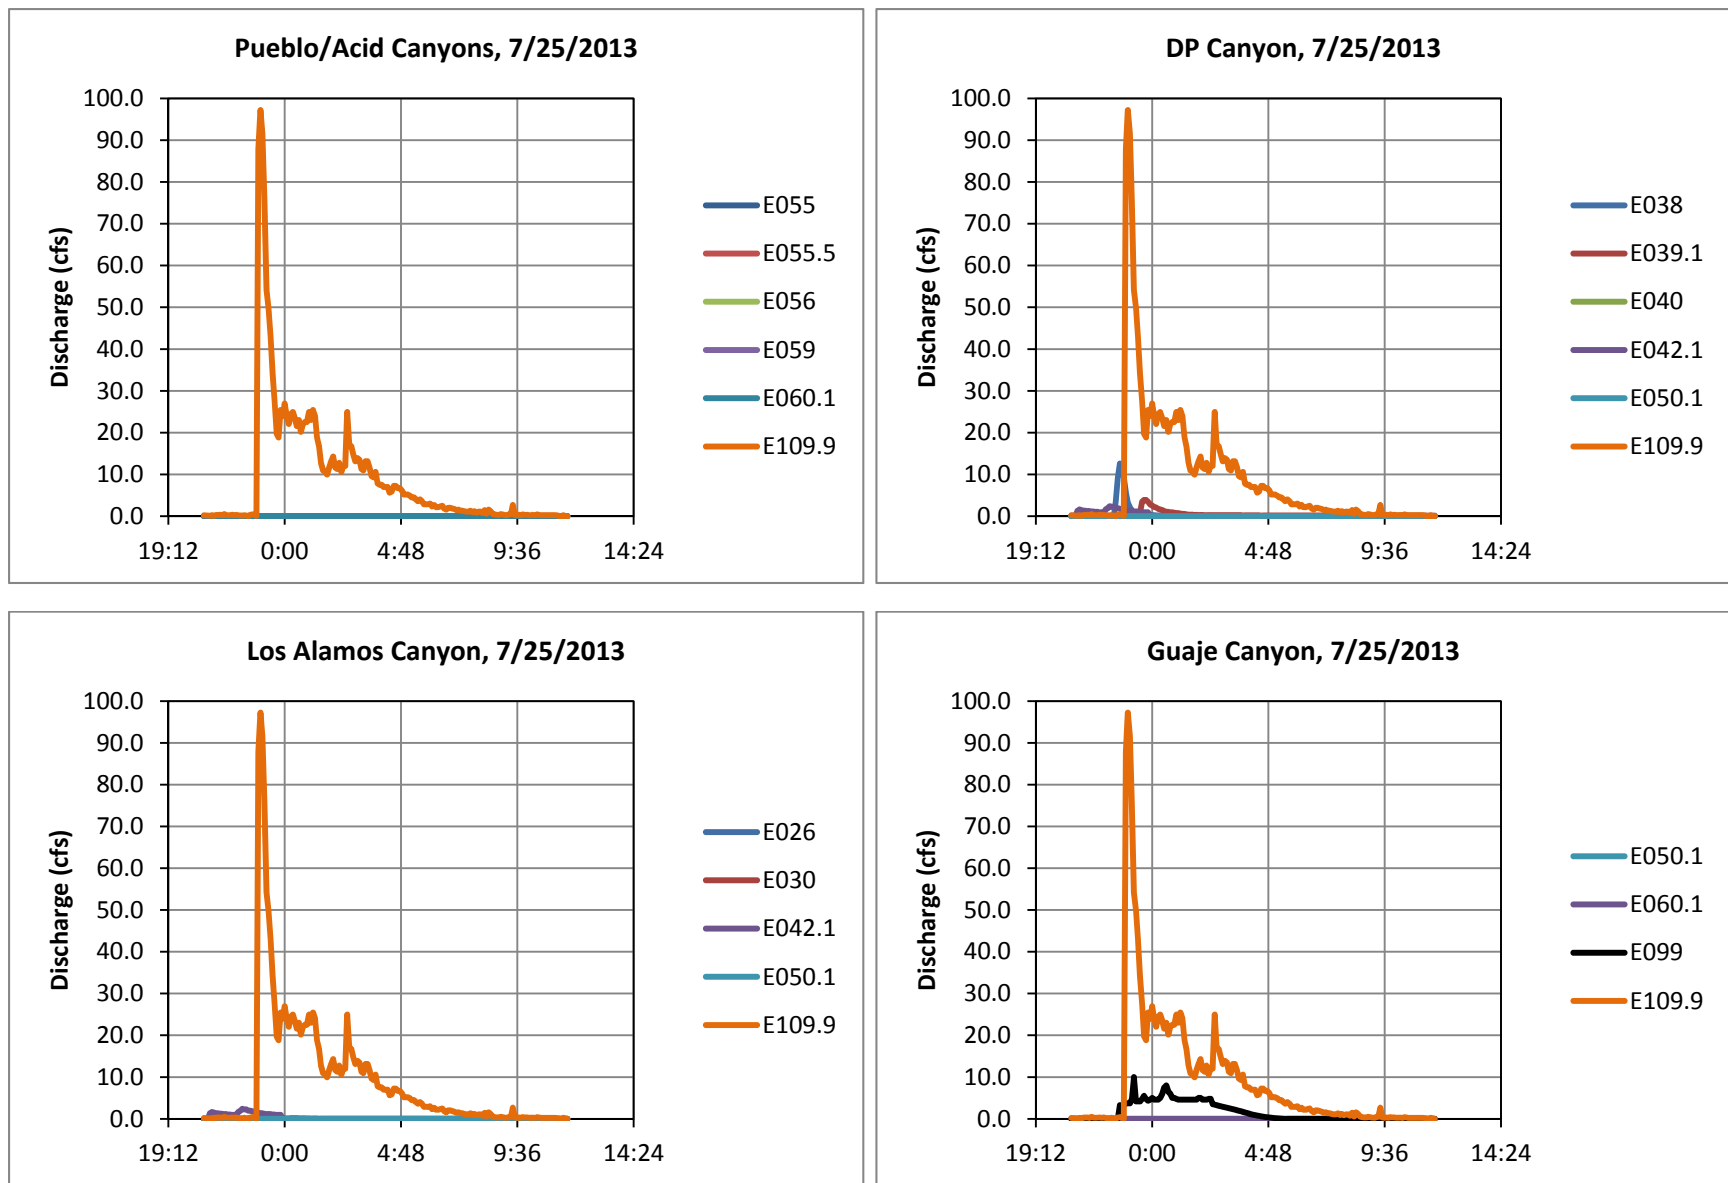 Pueblo/Acid Canyons, 7/25/2013
Discharge (cfs)
100.0
90.0
80.0
70.0
60.0
50.0
40.0
30.0
20.0
10.0
0.0
19:12 0:00 4:48 9:36 14:24
E055
E055.5
E056
E059
E060.1
E109.9
DP Canyon, 7/25/2013
Discharge (cfs)
100.0
90.0
80.0
70.0
60.0
50.0
40.0
30.0
20.0
10.0
0.0
19:12 0:00 4:48 9:36 14:24
E038
E039.1
E040
E042.1
E050.1
E109.9
Los Alamos Canyon, 7/25/2013
Discharge (cfs)
100.0
90.0
80.0
70.0
60.0
50.0
40.0
30.0
20.0
10.0
0.0
19:12 0:00 4:48 9:36 14:24
E026
E030
E042.1
E050.1
E109.9
Guaje Canyon, 7/25/2013
Discharge (cfs)
100.0
90.0
80.0
70.0
60.0
50.0
40.0
30.0
20.0
10.0
0.0
19:12 0:00 4:48 9:36 14:24
E050.1
E060.1
E099
E109.9